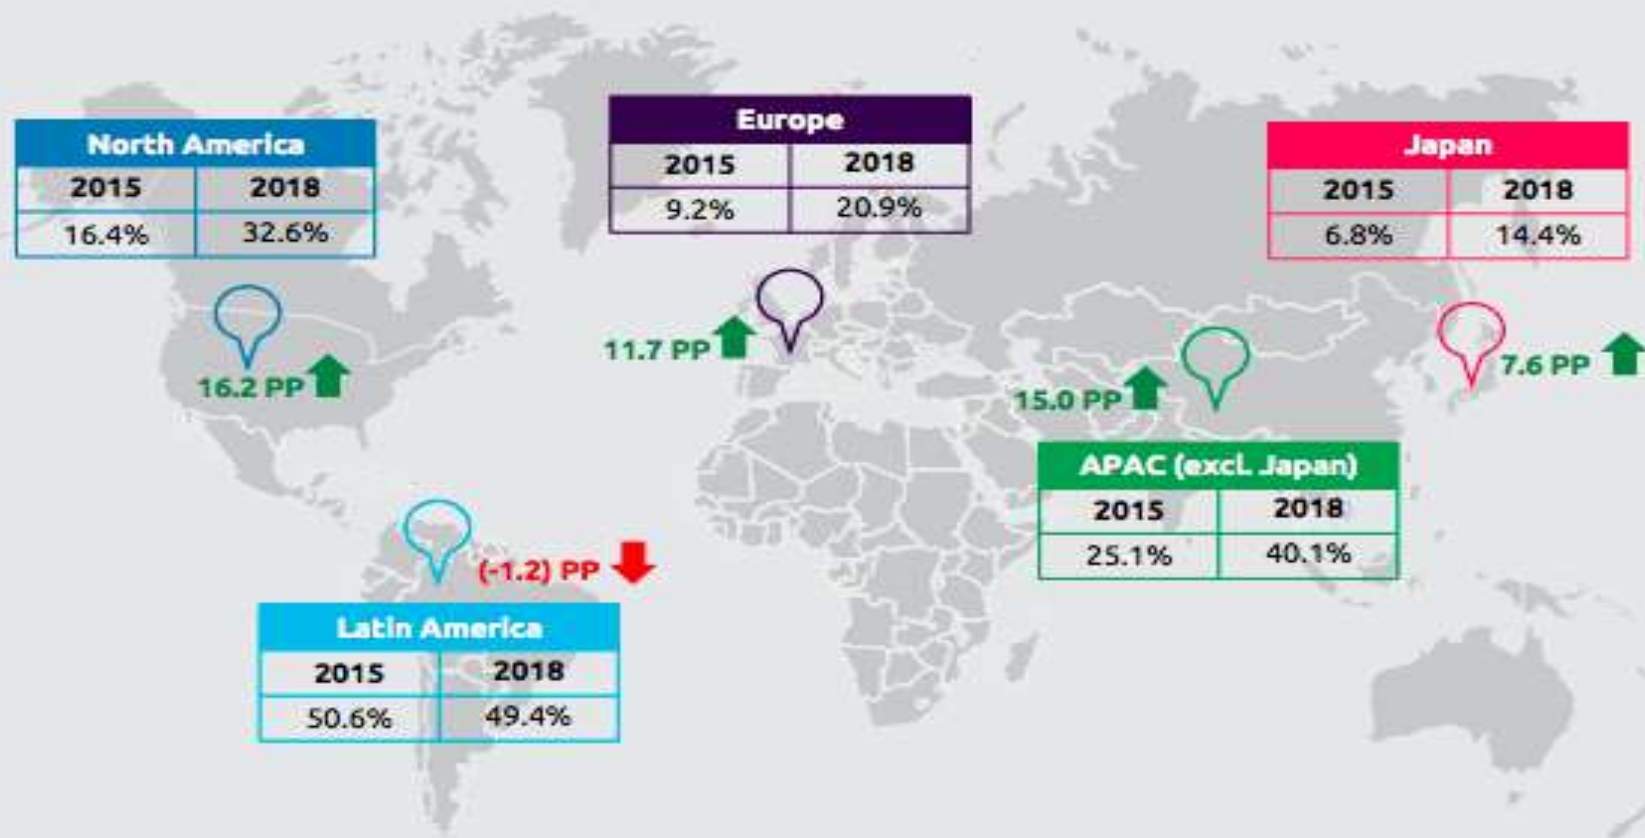 North America
2015 2018
16.4% 32.6%
16.2 PP
Europe
2015 2018
9.2% 20.9%
11.7 PP
Japan
2015 2018
6.8% 14.4%
7.6 PP
15.0 PP
APAC (excl. Japan)
2015 2018
25.1% 40.1%
(-1.2) PP
Latin America
2015 2018
50.6% 49.4%